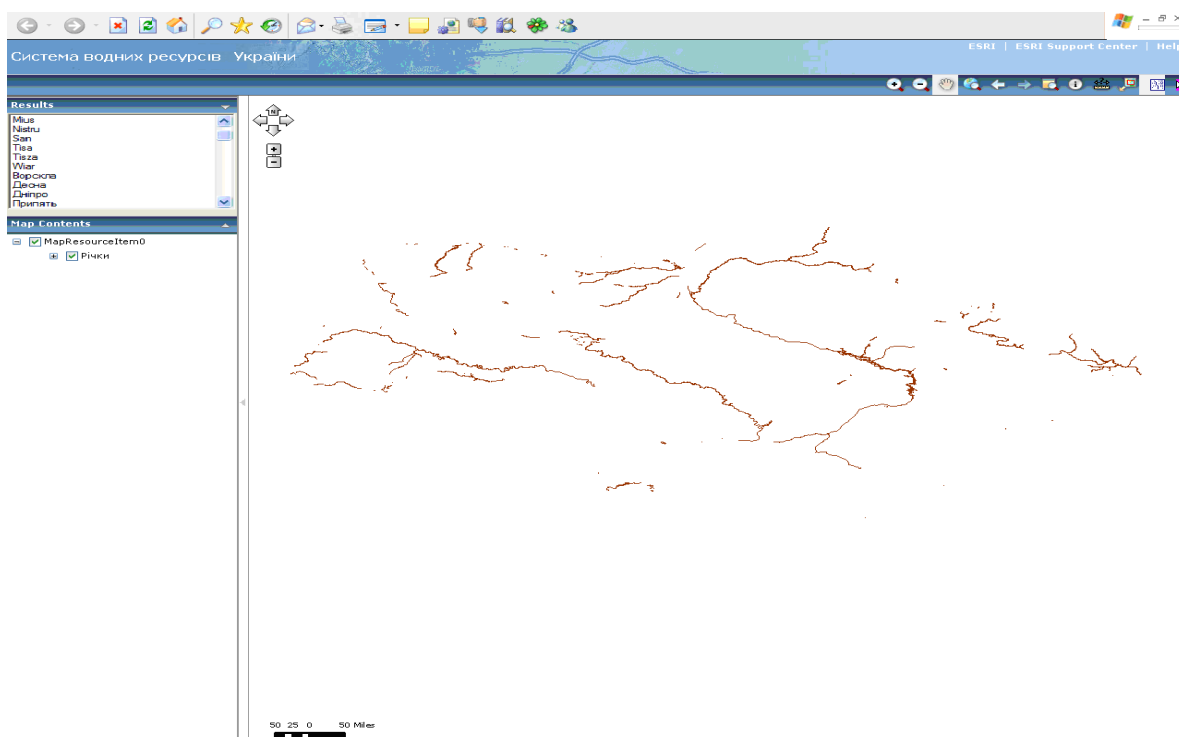 ESRI | ESRI Support Center | Help
Система водних ресурсів України
Results
Mius
Nistru
San
Tisa
Tisza
Wiar
Ворскла
Десна
Дніпро
Припять
Map Contents
MapResourceItem0
Річки
N
50 25 0 50 Miles